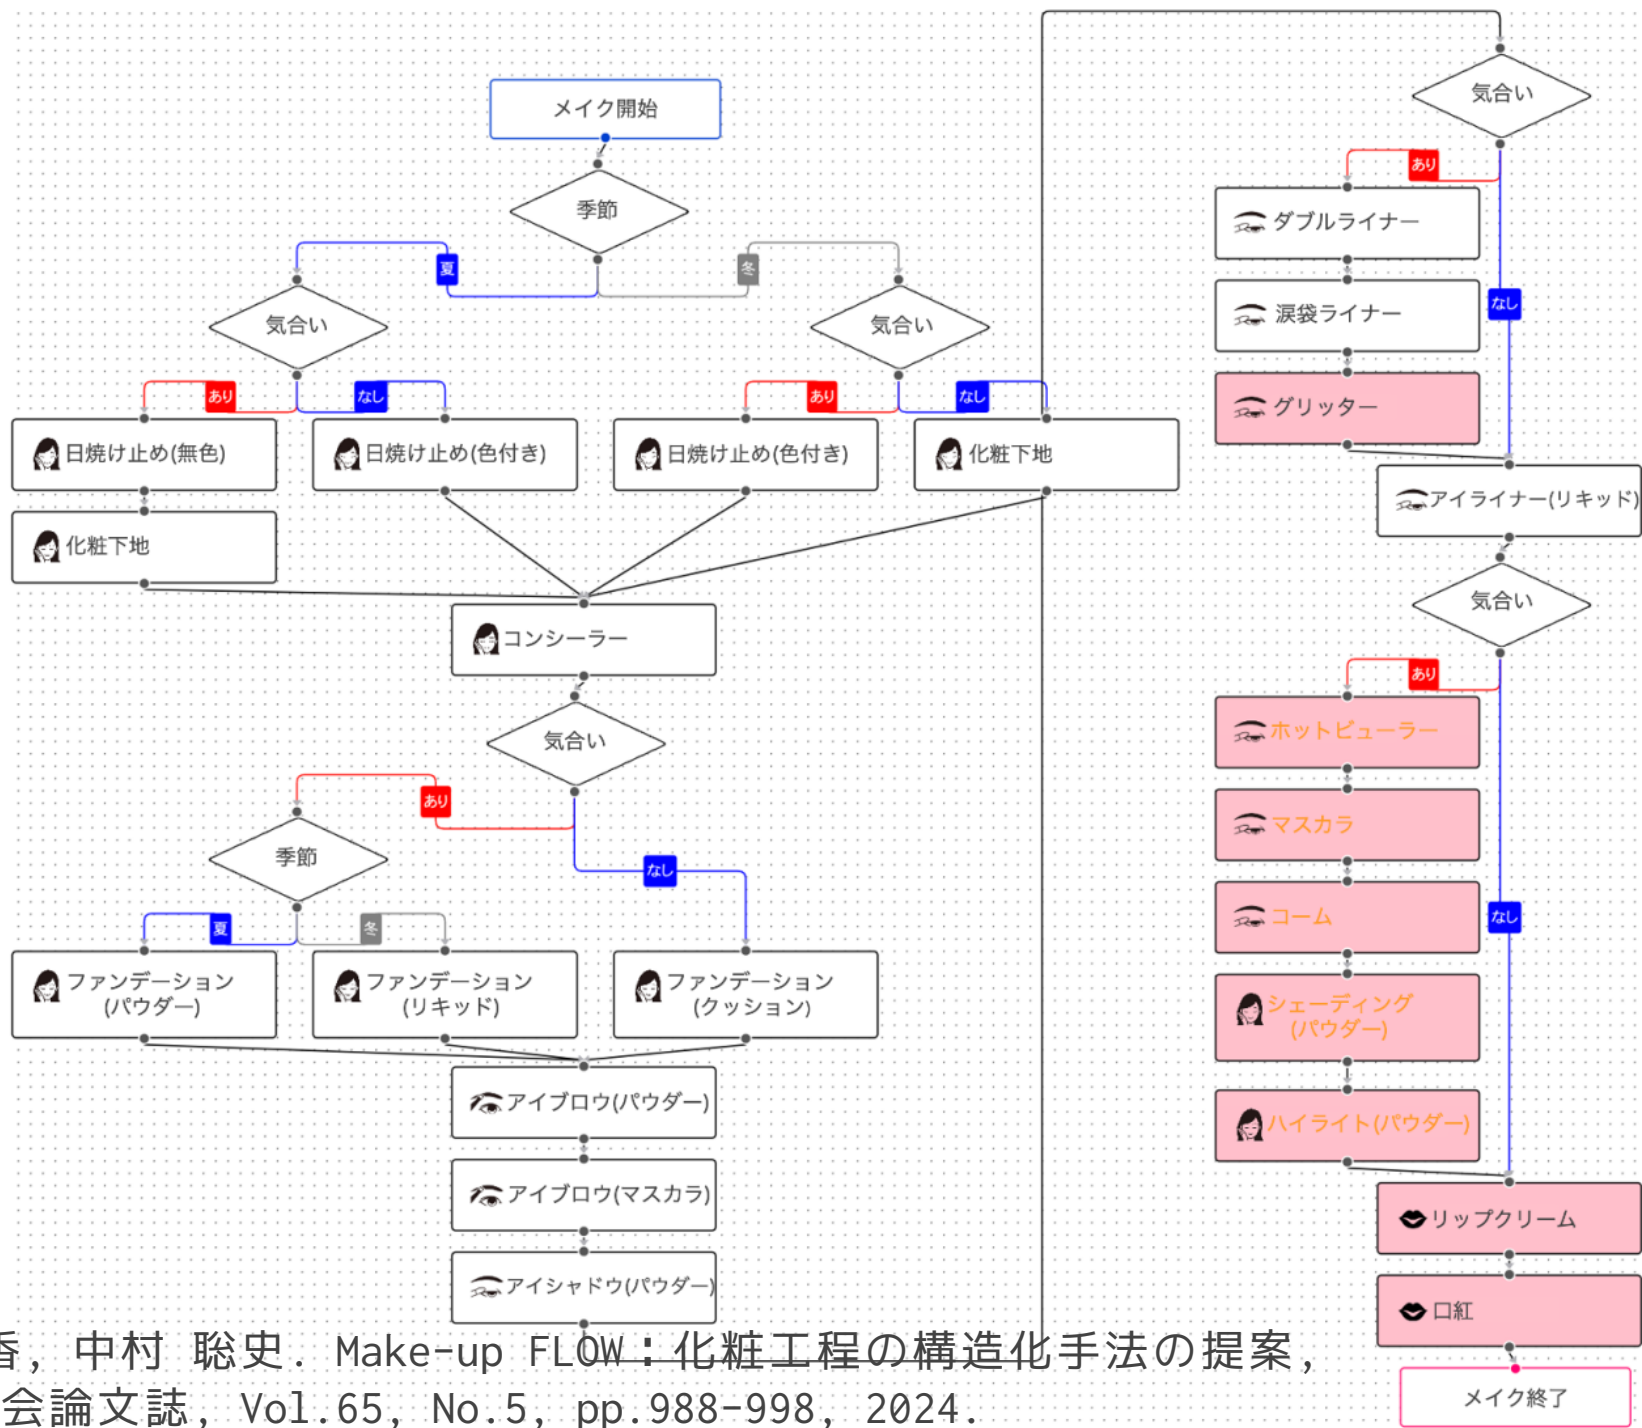 メイク開始
季節
夏
冬
気合い
気合い
あり
なし
あり
なし
日焼け止め(無色)
日焼け止め(色付き)
日焼け止め(色付き)
化粧下地
化粧下地
コンシーラー
気合い
あり
なし
季節
夏
冬
ファンデーション
(パウダー)
ファンデーション
(リキッド)
ファンデーション
(クッション)
アイブロウ(パウダー)
アイブロウ(マスカラ)
アイシャドウ(パウダー)
気合い
あり
なし
ダブルライナー
涙袋ライナー
グリッター
アイライナー(リキッド)
気合い
あり
なし
ホットビューラー
マスカラ
コーム
シェーディング
(パウダー)
ハイライト(パウダー)
リップクリーム
口紅
メイク終了
香, 中村 聡史. Make-up FLOW：化粧工程の構造化手法の提案,
会論文誌, Vol.65, No.5, pp.988-998, 2024.